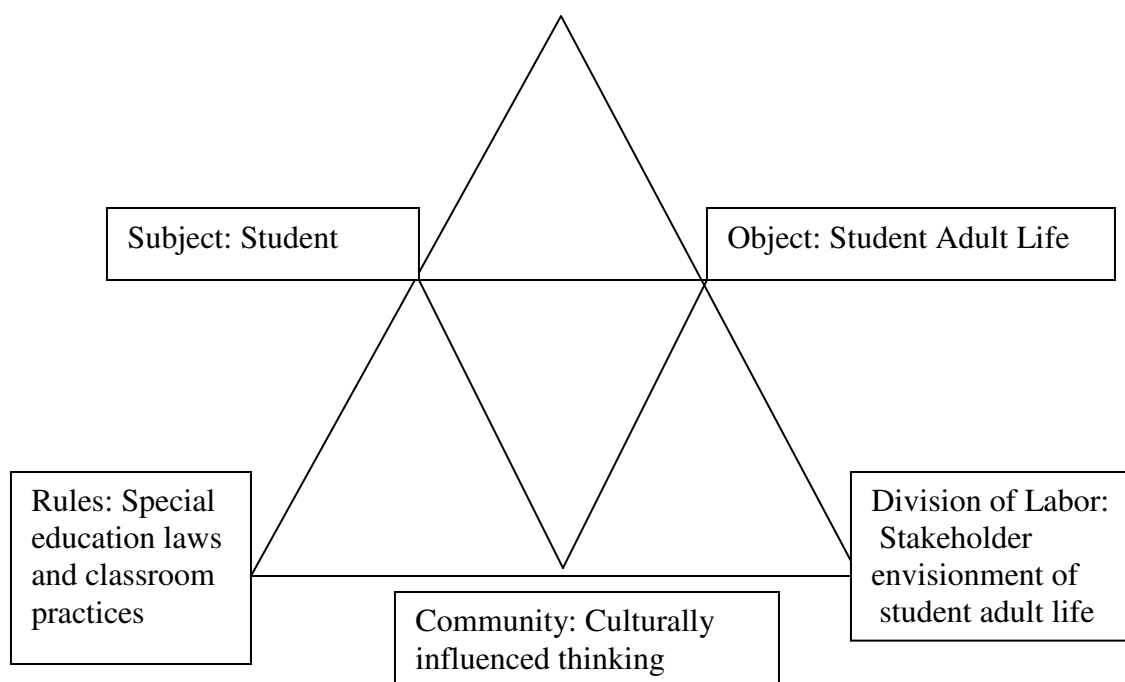 Subject: Student
Object: Student Adult Life
Rules: Special
education laws
and classroom
practices
Division of Labor:
Stakeholder
envisionment of
student adult life
Community: Culturally
influenced thinking